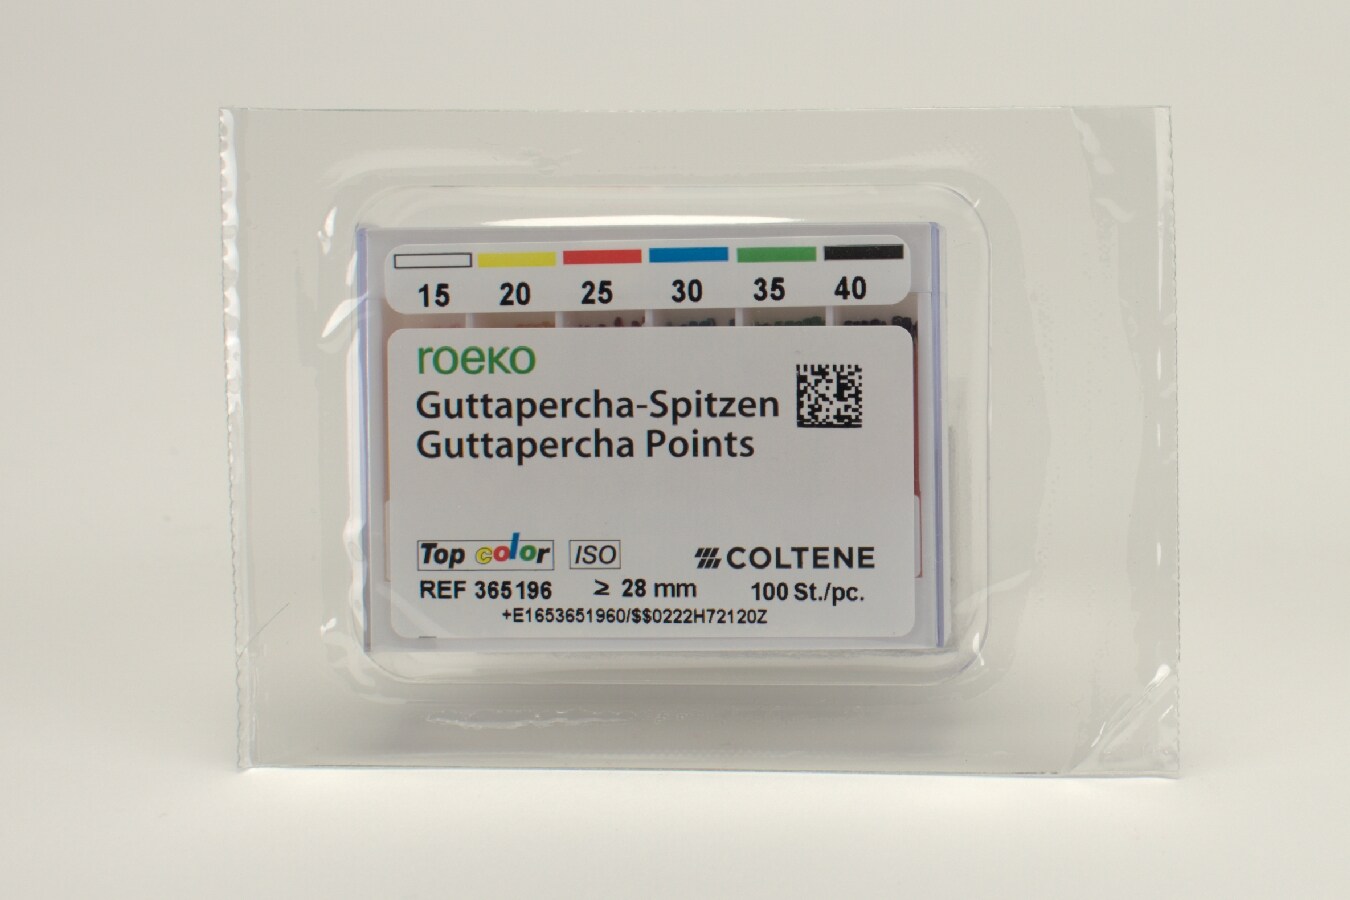 15 20 25 30 35 40
roeko
Guttapercha-Spitzen
Guttapercha Points
Top color ISO COLTENE
REF 365196 ≥ 28 mm 100 St./pc.
+E1653651960/$$0222H72120Z